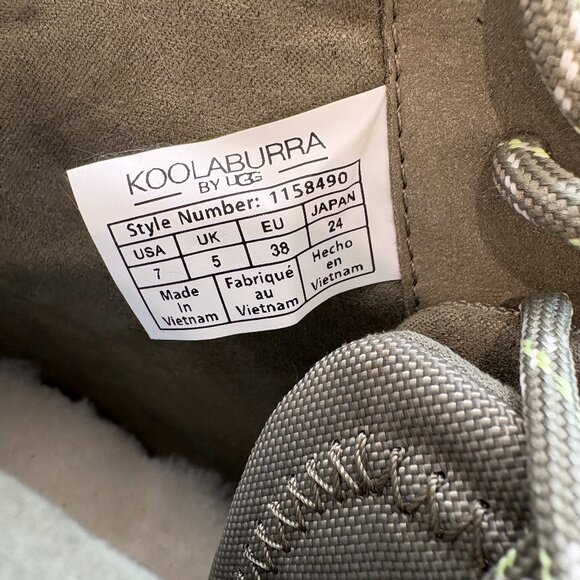 KOOLABURRA
BY UGG
Style Number: 1158490
USA UK EU JAPAN
7 5 38 24
Made in Vietnam
Fabriqué au Vietnam
Hecho en Vietnam